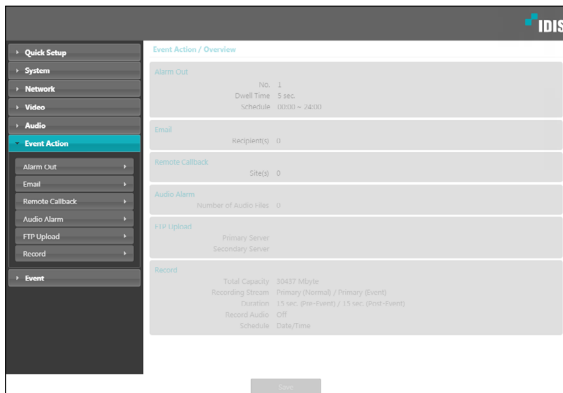 IDIS
Quick Setup
System
Network
Video
Audio
Event Action
Alarm Out
Email
Remote Callback
Audio Alarm
FTP Upload
Record
Event
Event Action / Overview
Alarm Out
No. 1
Dwell Time 5 sec.
Schedule 00:00 ~ 24:00
Email
Recipient(s) 0
Remote Callback
Site(s) 0
Audio Alarm
Number of Audio Files 0
FTP Upload
Primary Server
Secondary Server
Record
Total Capacity 30437 Mbyte
Recording Stream Primary (Normal) / Primary (Event)
Duration 15 sec. (Pre-Event) / 15 sec. (Post-Event)
Record Audio Off
Schedule Date/Time
Save